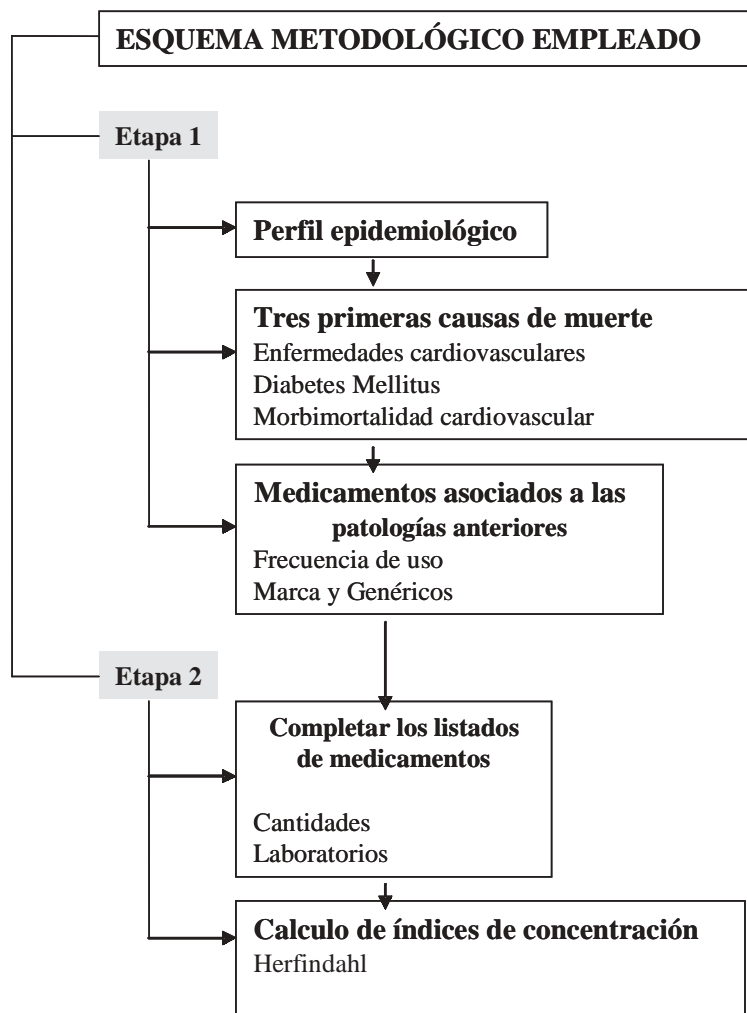 ESQUEMA METODOLÓGICO EMPLEADO
Etapa 1
Perfil epidemiológico
Tres primeras causas de muerte
Enfermedades cardiovasculares
Diabetes Mellitus
Morbimortalidad cardiovascular
Medicamentos asociados a las
patologías anteriores
Frecuencia de uso
Marca y Genéricos
Etapa 2
Completar los listados
de medicamentos
Cantidades
Laboratorios
Calculo de índices de concentración
Herfindahl